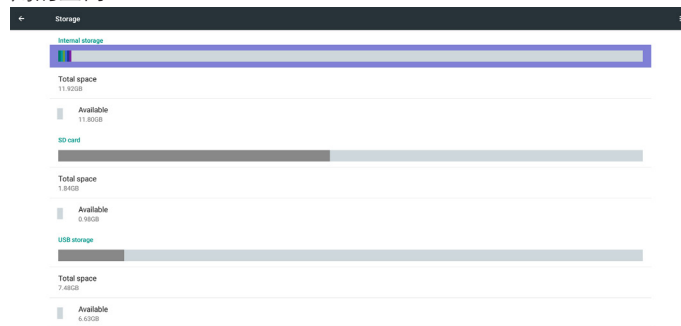 Storage
Internal storage
Total space
11.92GB
Available
11.80GB
SD card
Total space
1.84GB
Available
0.98GB
USB storage
Total space
7.48GB
Available
6.63GB